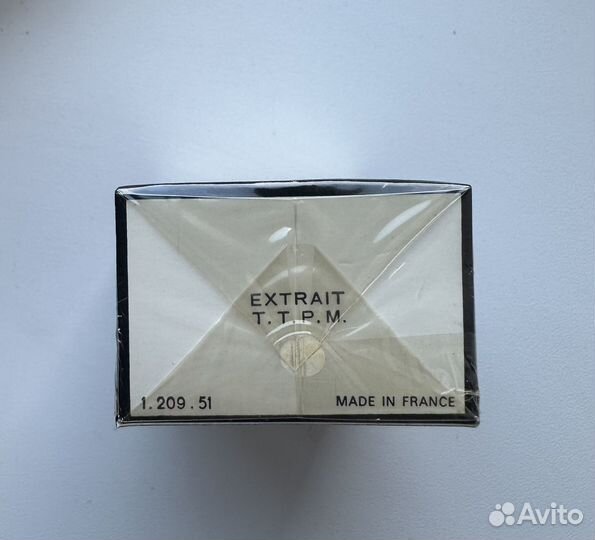 EXTRAIT
T. T. P. M.
1.209.51
MADE IN FRANCE
Avito